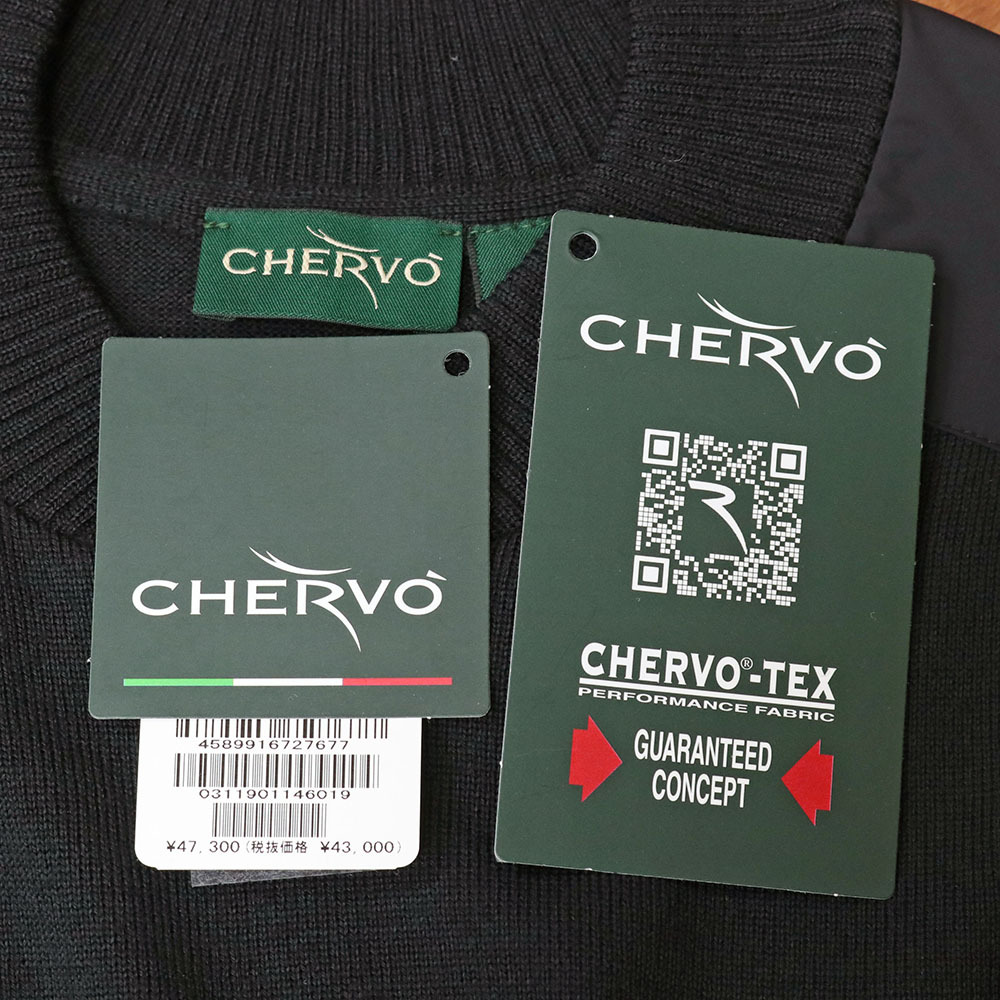 CHERVÒ
CHERVÒ
4589916727677
0311901146019
¥47,300(税抜価格 ¥43,000)
CHERVÒ
CHERVO®-TEX
PERFORMANCE FABRIC
GUARANTEED
CONCEPT